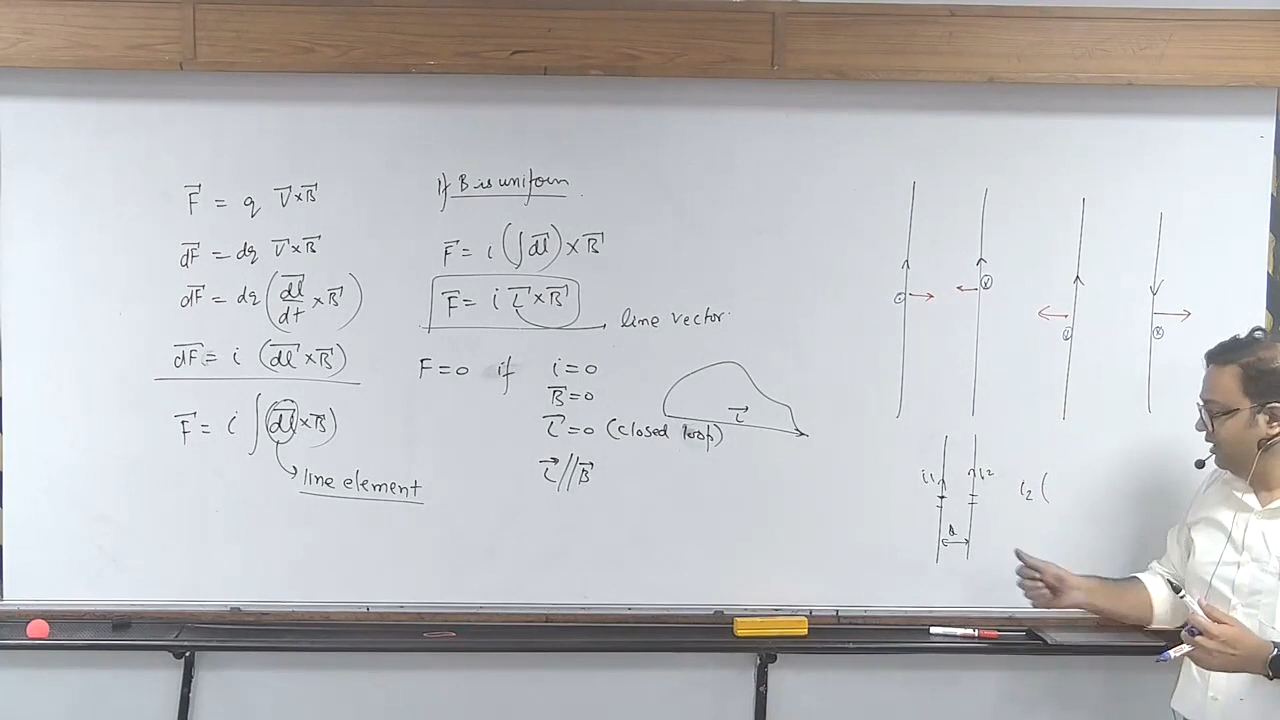 F⃗ = q V⃗×B⃗
dF⃗ = dq V⃗×B⃗
dF⃗ = dq (dl⃗/dt × B⃗)
dF⃗ = i (dl⃗ × B⃗)
F⃗ = i ∫ (dl⃗ × B⃗)
line element
If B is uniform
F⃗ = i (∫ dl⃗) × B⃗
F⃗ = i L⃗ × B⃗
line vector
F = 0 if i = 0
B⃗ = 0
L⃗ = 0 (closed loop)
L⃗ // B⃗
L⃗
i₁ i₂
i₂ (